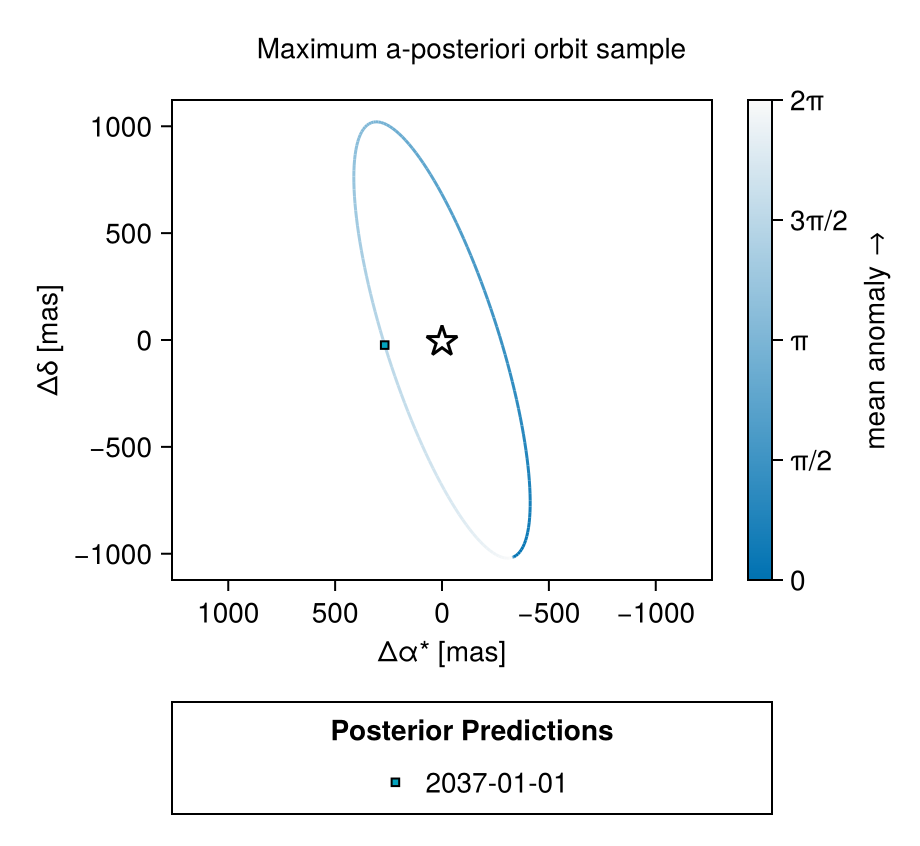 Maximum a-posteriori orbit sample
1000
500
0
−500
−1000
Δδ [mas]
1000
500
0
−500
−1000
Δα* [mas]
2π
3π/2
π
π/2
0
mean anomaly →
Posterior Predictions
2037-01-01